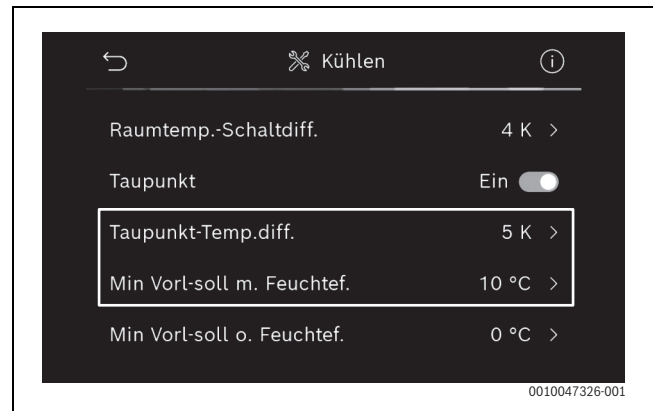 Kühlen
Raumtemp.-Schaltdiff. 4 K >
Taupunkt Ein
Taupunkt-Temp.diff. 5 K >
Min Vorl-soll m. Feuchtef. 10 °C >
Min Vorl-soll o. Feuchtef. 0 °C >
0010047326-001